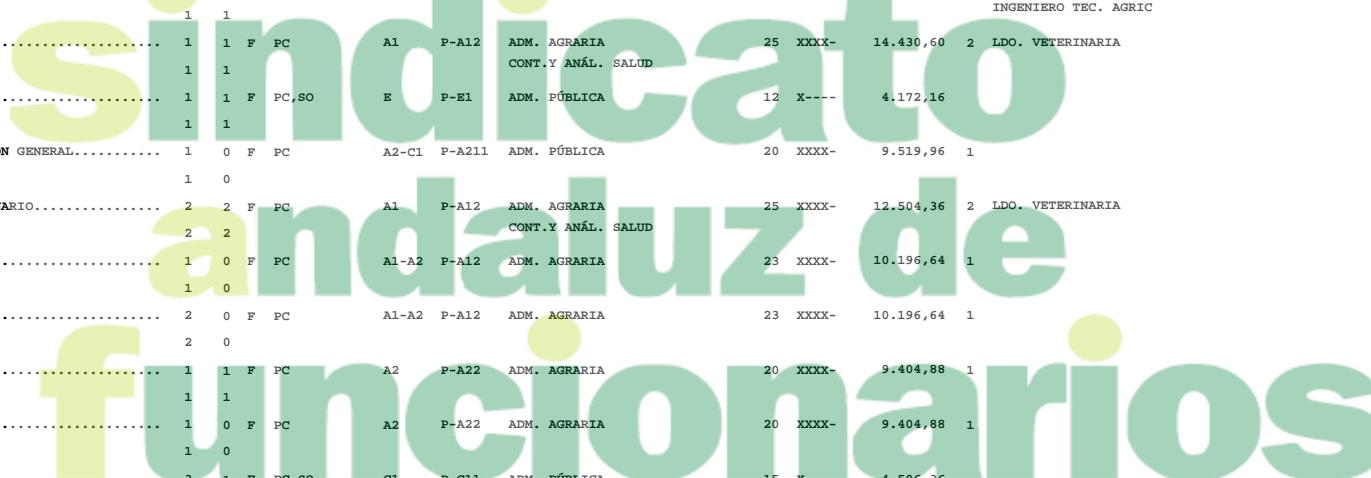 1 1 INGENIERO TEC. AGRIC
.................... 1 1 F PC A1 P-A12 ADM. AGRARIA 25 XXXX- 14.430,60 2 LDO. VETERINARIA
1 1 CONT.Y ANÁL. SALUD
.................... 1 1 F PC,SO E P-E1 ADM. PÚBLICA 12 X---- 4.172,16
1 1
N GENERAL........... 1 0 F PC A2-C1 P-A211 ADM. PÚBLICA 20 XXXX- 9.519,96 1
1 0
ARIO................ 2 2 F PC A1 P-A12 ADM. AGRARIA 25 XXXX- 12.504,36 2 LDO. VETERINARIA
2 2 CONT.Y ANÁL. SALUD
.................... 1 0 F PC A1-A2 P-A12 ADM. AGRARIA 23 XXXX- 10.196,64 1
1 0
.................... 2 0 F PC A1-A2 P-A12 ADM. AGRARIA 23 XXXX- 10.196,64 1
2 0
.................... 1 1 F PC A2 P-A22 ADM. AGRARIA 20 XXXX- 9.404,88 1
1 1
.................... 1 0 F PC A2 P-A22 ADM. AGRARIA 20 XXXX- 9.404,88 1
1 0
sindicato
andaluz de
funcionarios